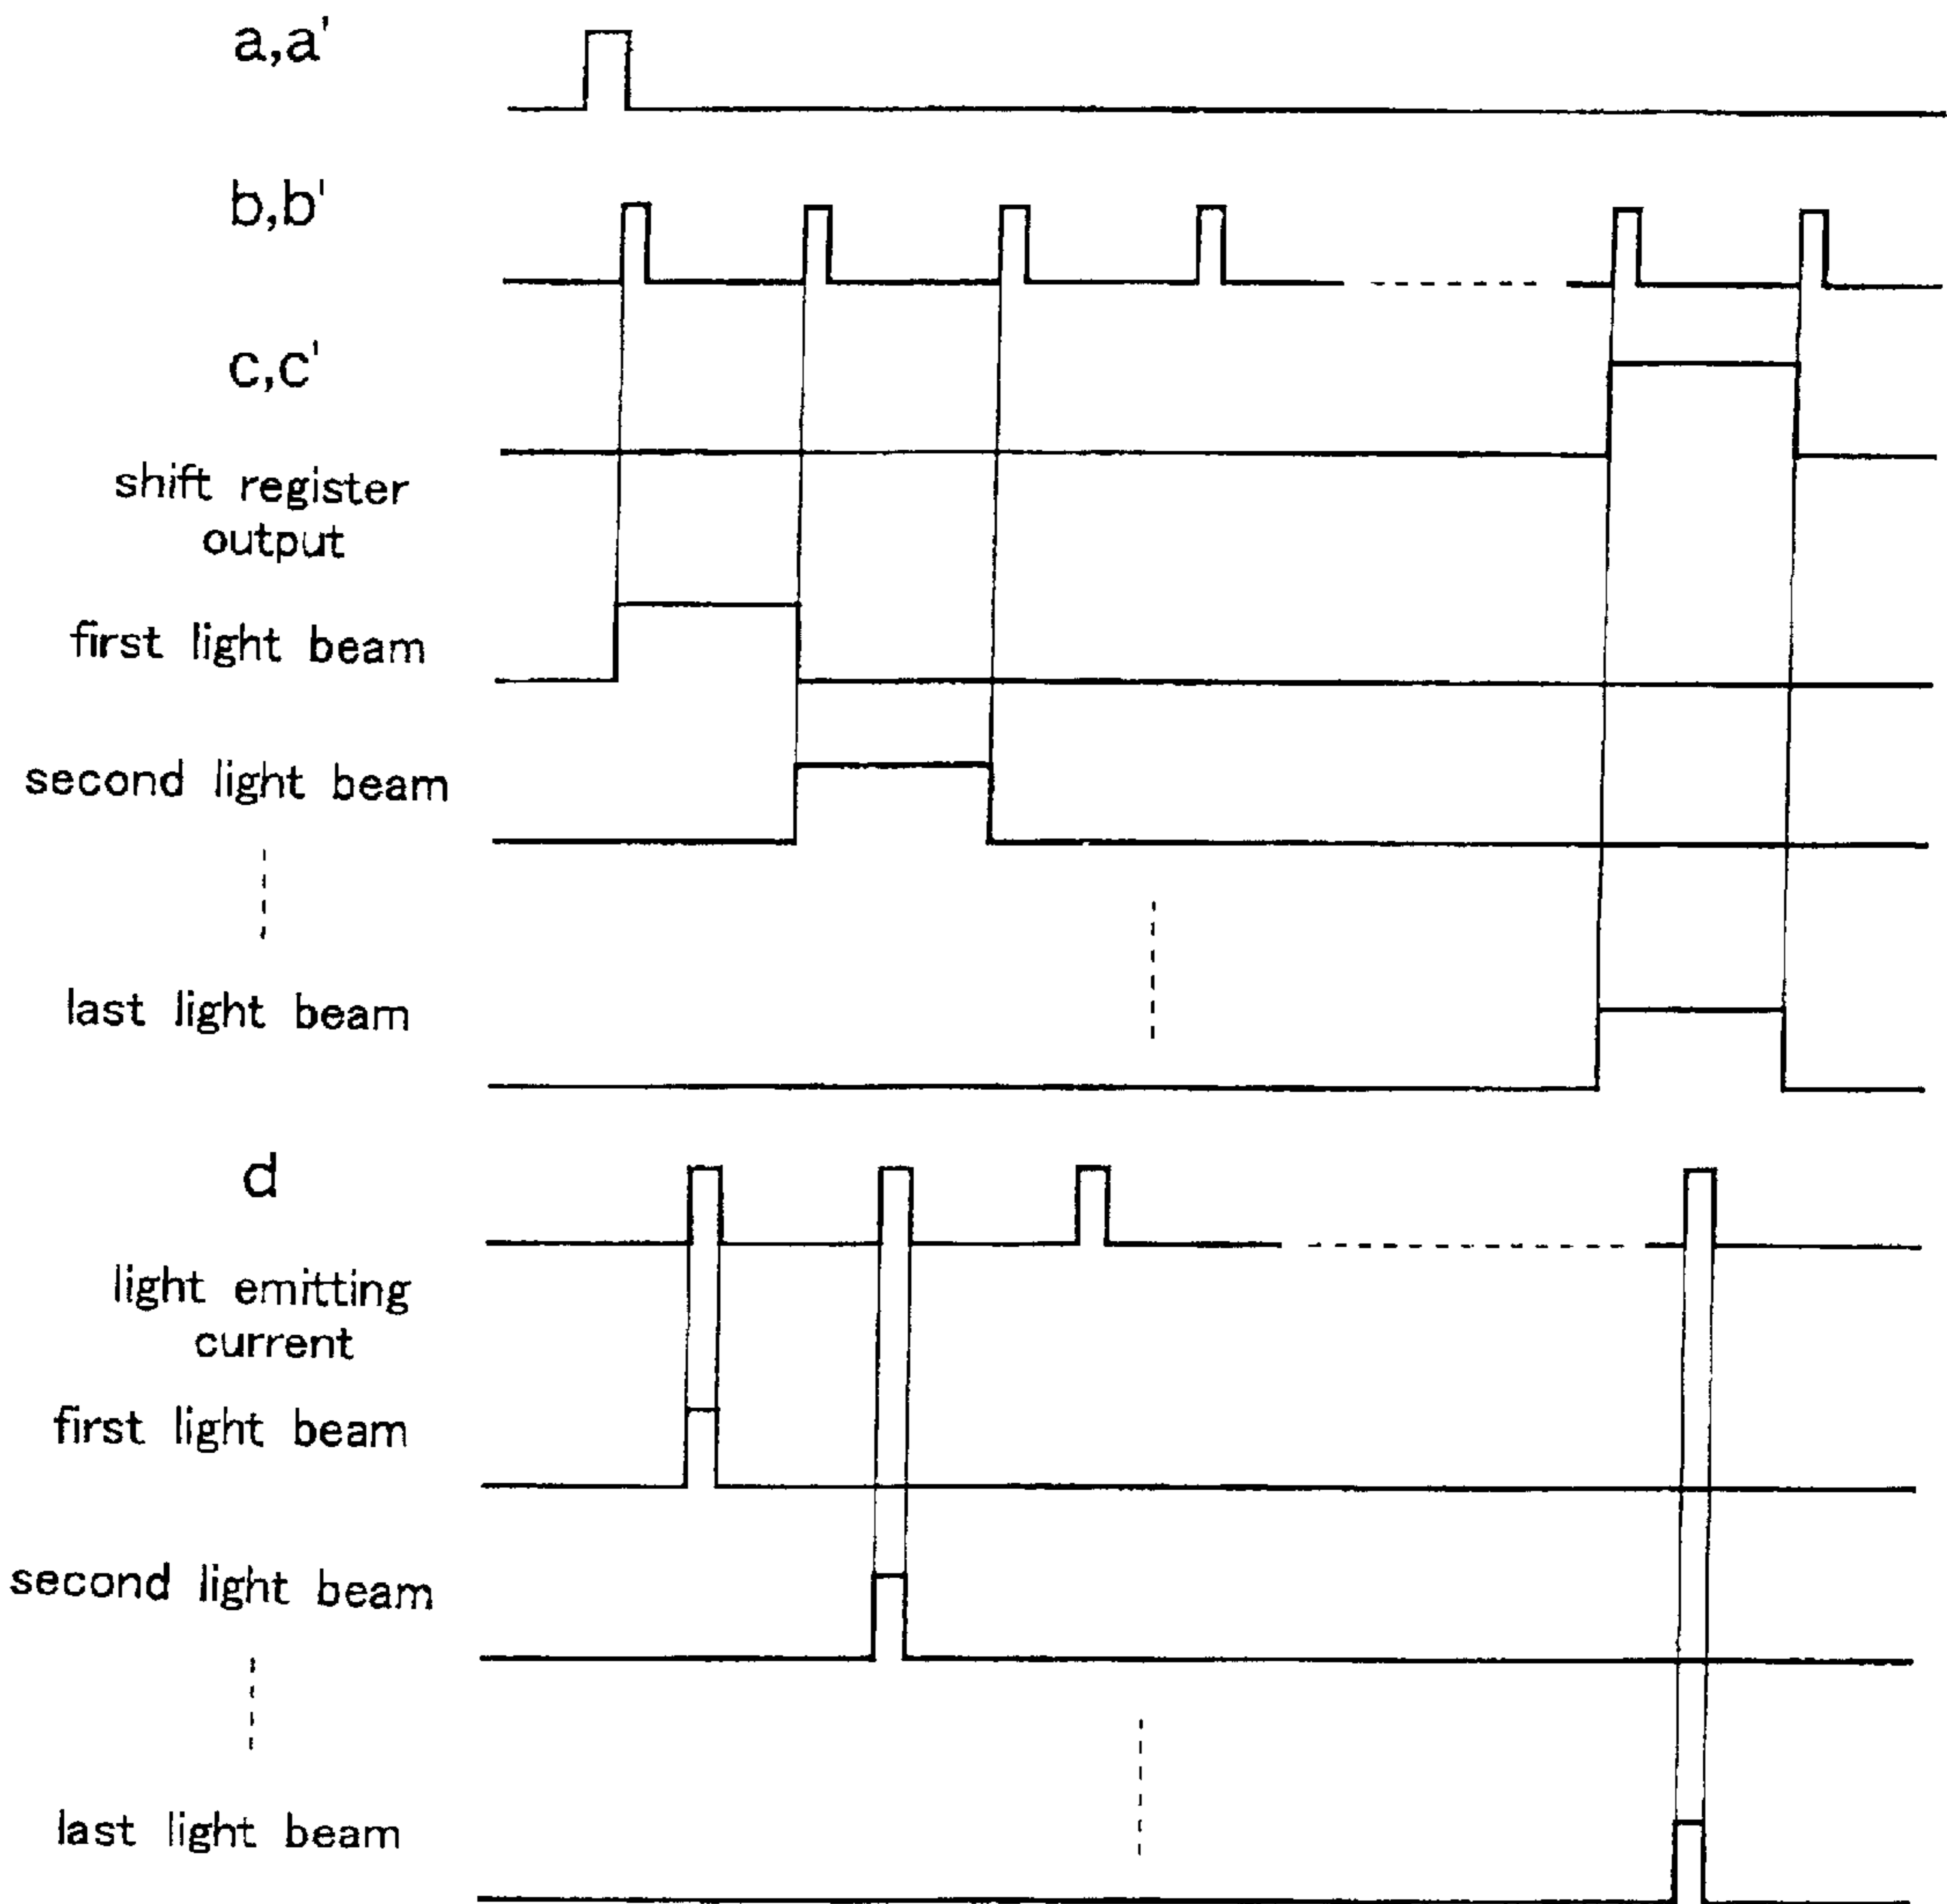 a,a'
b,b'
c,c'
shift register
output
first light beam
second light beam
last light beam
d
light emitting
current
first light beam
second light beam
last light beam